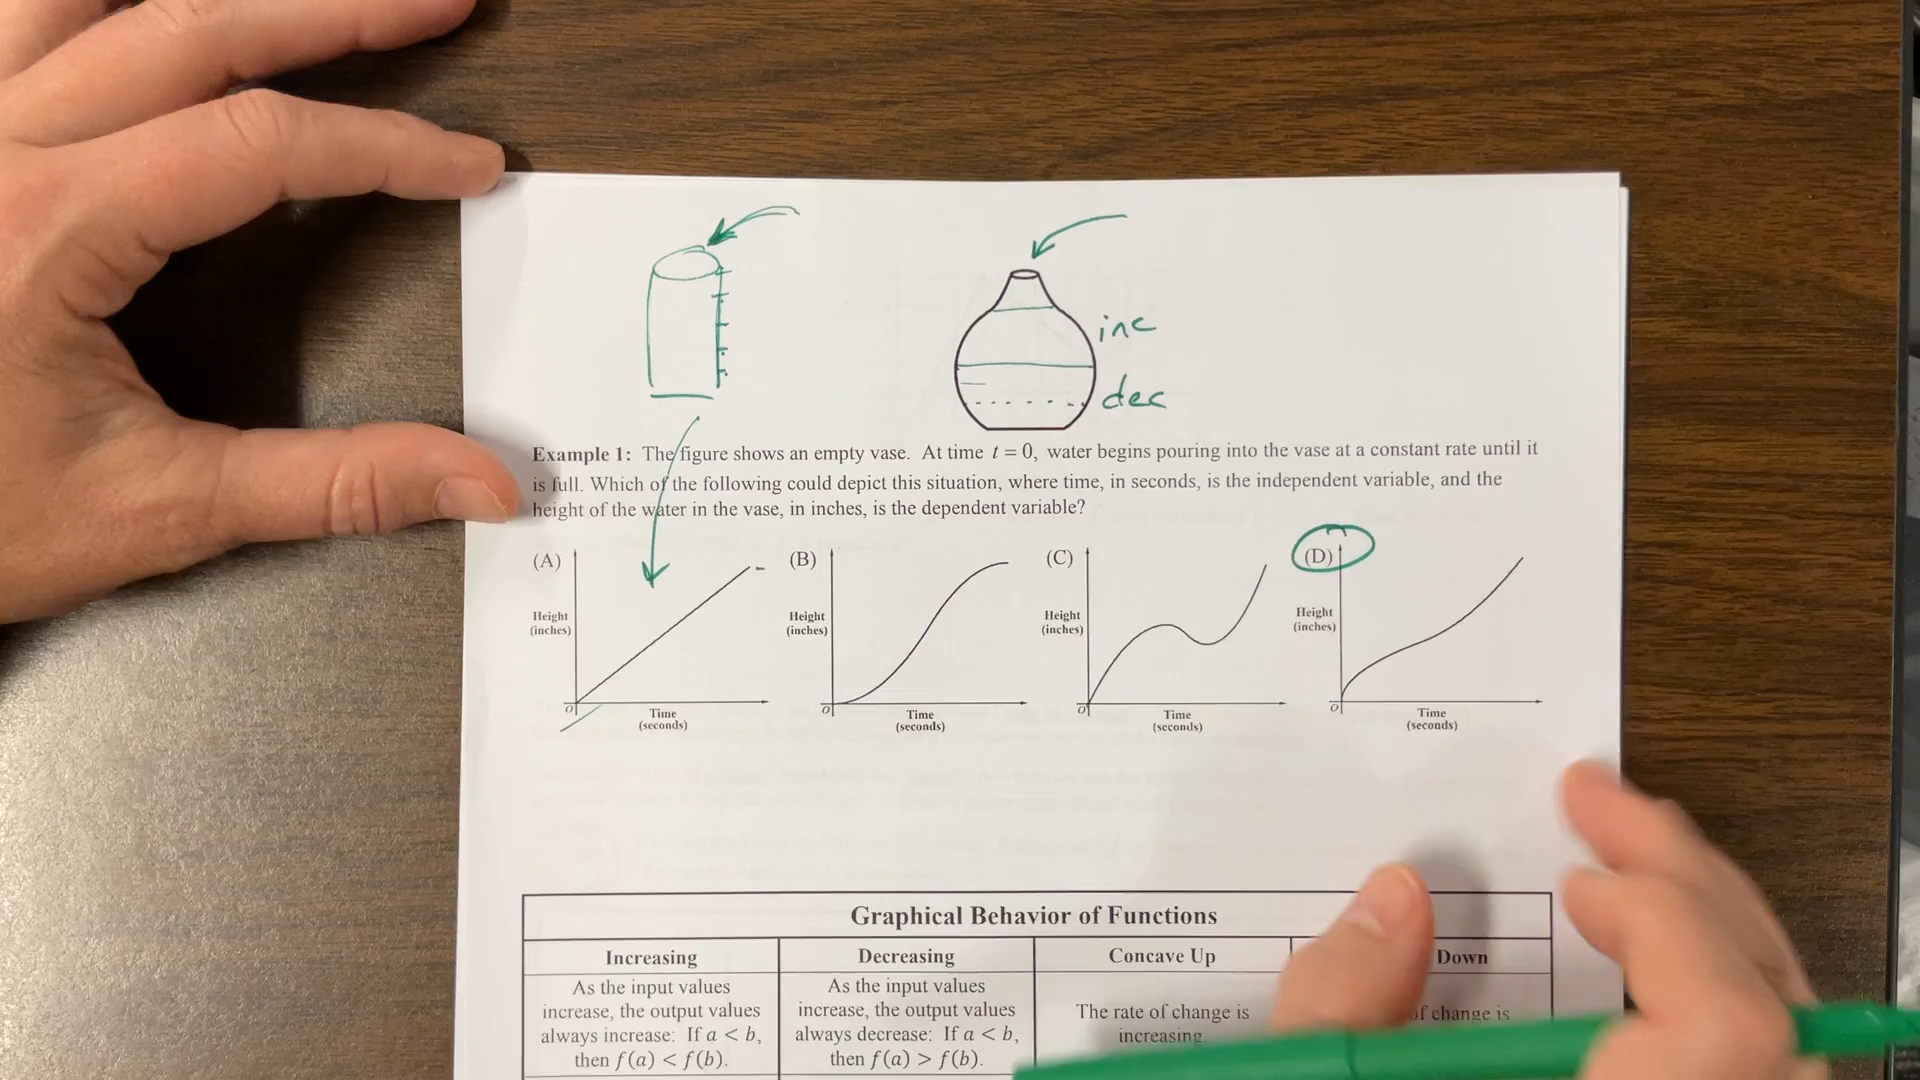 inc
dec
Example 1: The figure shows an empty vase. At time t = 0, water begins pouring into the vase at a constant rate until it
is full. Which of the following could depict this situation, where time, in seconds, is the independent variable, and the
height of the water in the vase, in inches, is the dependent variable?
(A) (B) (C) (D)
Height
(inches)
Height
(inches)
Height
(inches)
Height
(inches)
O
O
O
O
Time
(seconds)
Time
(seconds)
Time
(seconds)
Time
(seconds)
Graphical Behavior of Functions
Increasing Decreasing Concave Up Down
As the input values
increase, the output values
always increase: If a < b,
then f(a) < f(b).
As the input values
increase, the output values
always decrease: If a < b,
then f(a) > f(b).
The rate of change is
increasing
of change is